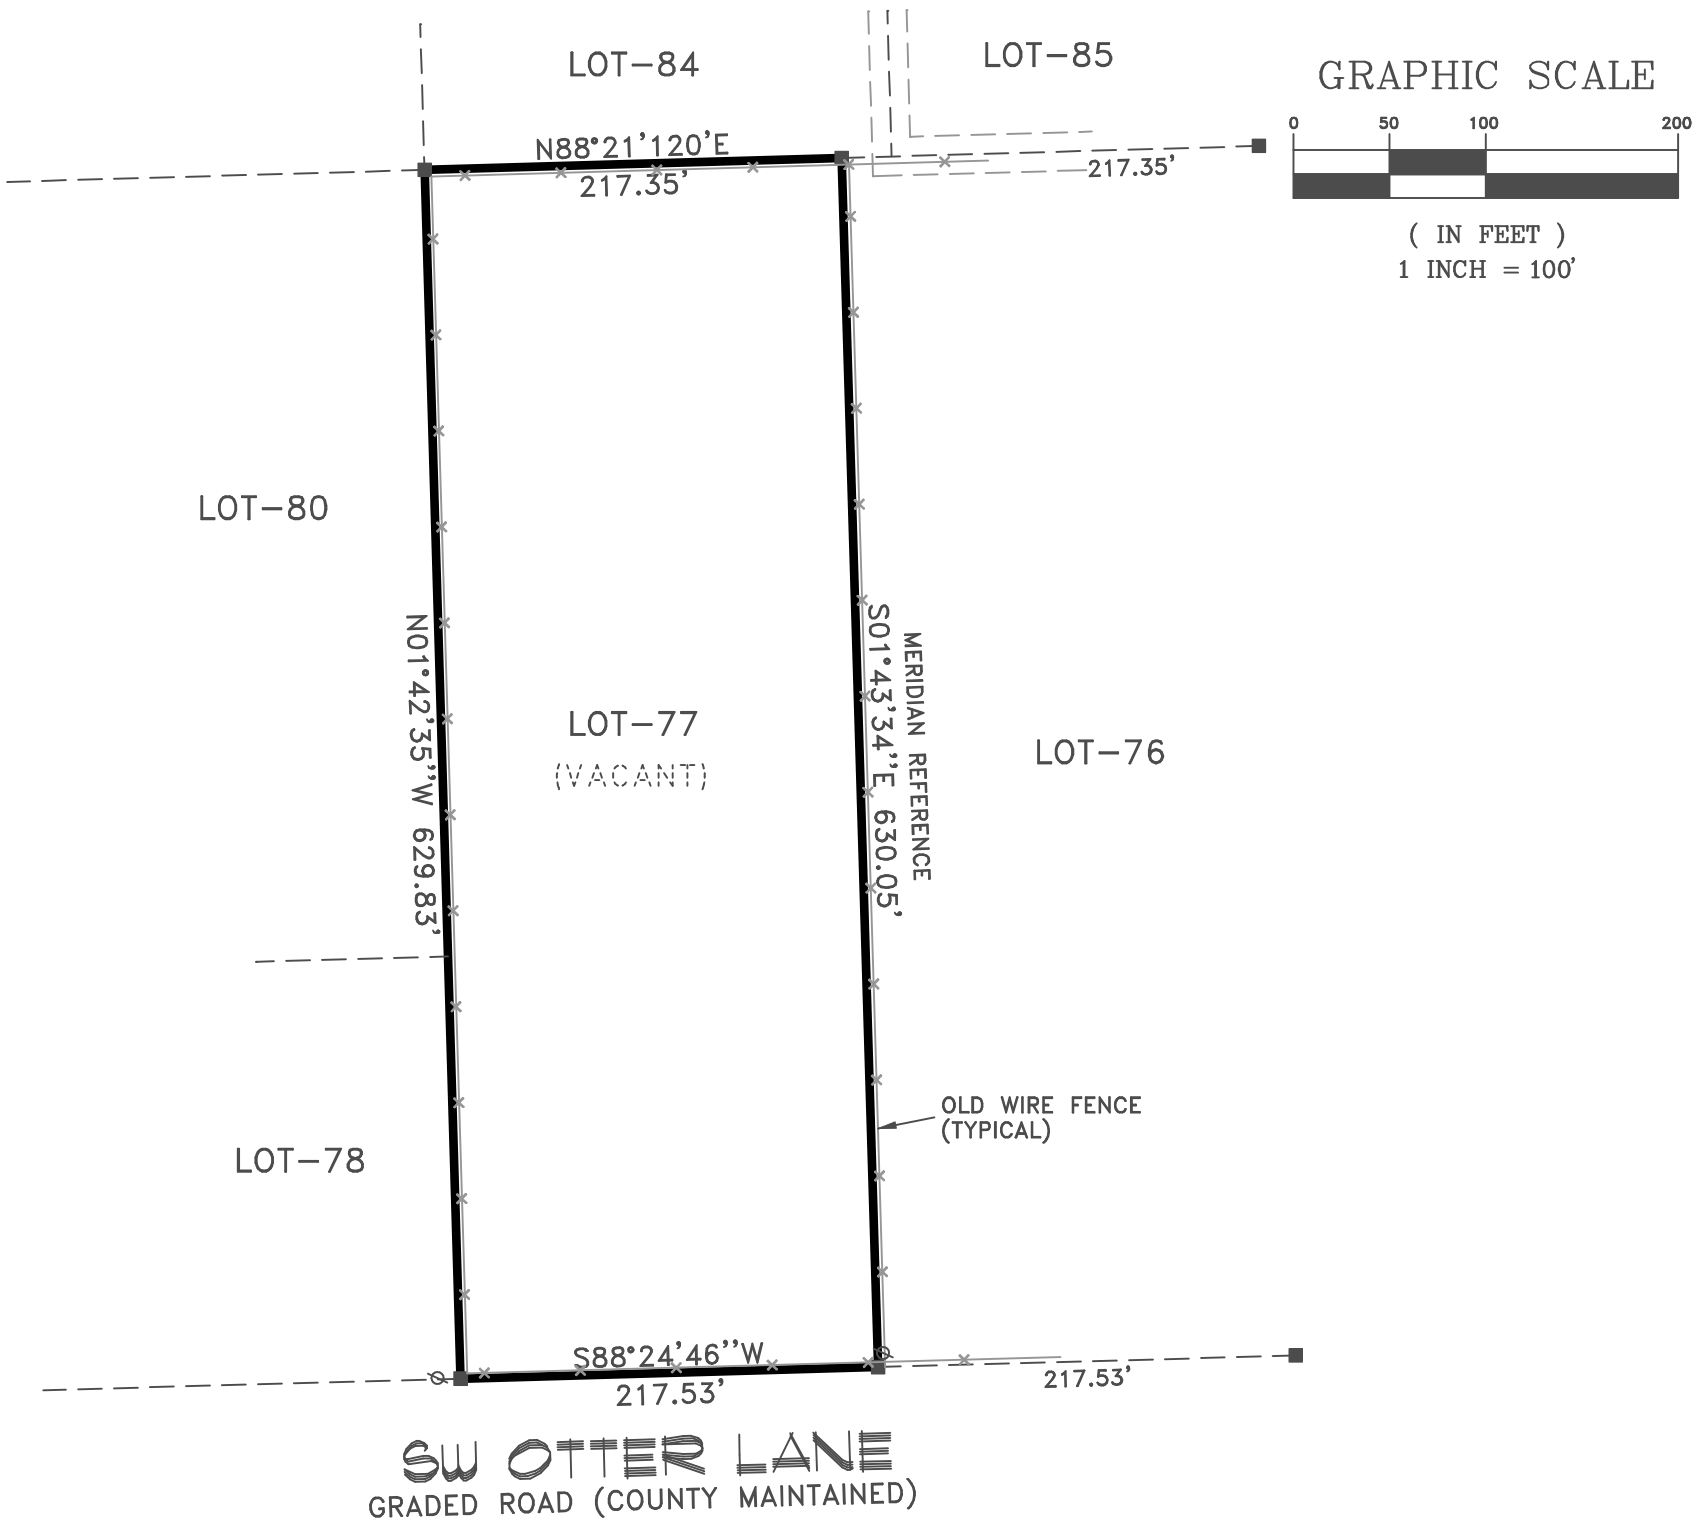 LOT-84
LOT-85
GRAPHIC SCALE
0 50 100 200
( IN FEET )
1 INCH = 100'
N88°21'120'E
217.35'
217.35'
LOT-80
N01°42'35''W 629.83'
S01°43'34''E 630.05'
MERIDIAN REFERENCE
LOT-77
(VACANT)
LOT-76
OLD WIRE FENCE
(TYPICAL)
LOT-78
S88°24'46''W
217.53'
217.53'
SW OTTER LANE
GRADED ROAD (COUNTY MAINTAINED)